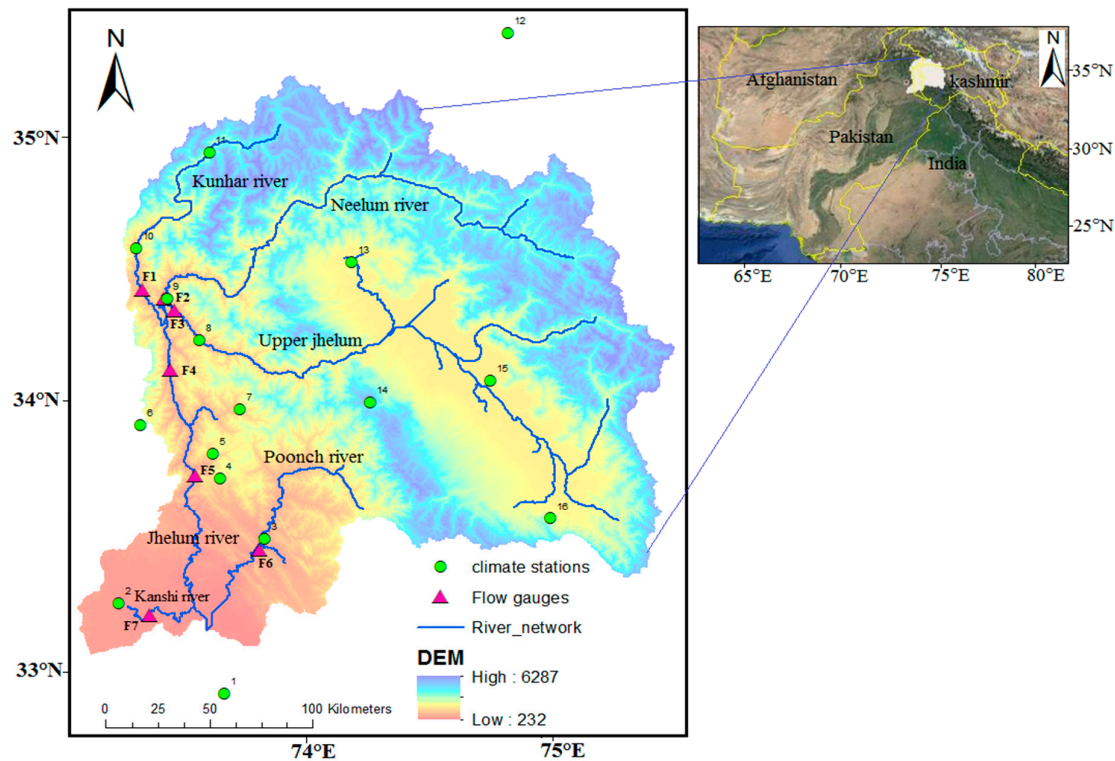 N
12
35°N
11
Kunhar river
Neelum river
10
13
F1
9
F2
F3
8
Upper jhelum
F4
15
34°N
14
7
6
5
Poonch river
F5
4
16
3
Jhelum river
F6
climate stations
2
Kanshi river
F7
Flow gauges
River_network
DEM
High : 6287
Low : 232
33°N
1
0 25 50 100 Kilometers
74°E
75°E
N
35°N
Afghanistan
kashmir
Pakistan
30°N
India
25°N
65°E
70°E
75°E
80°E